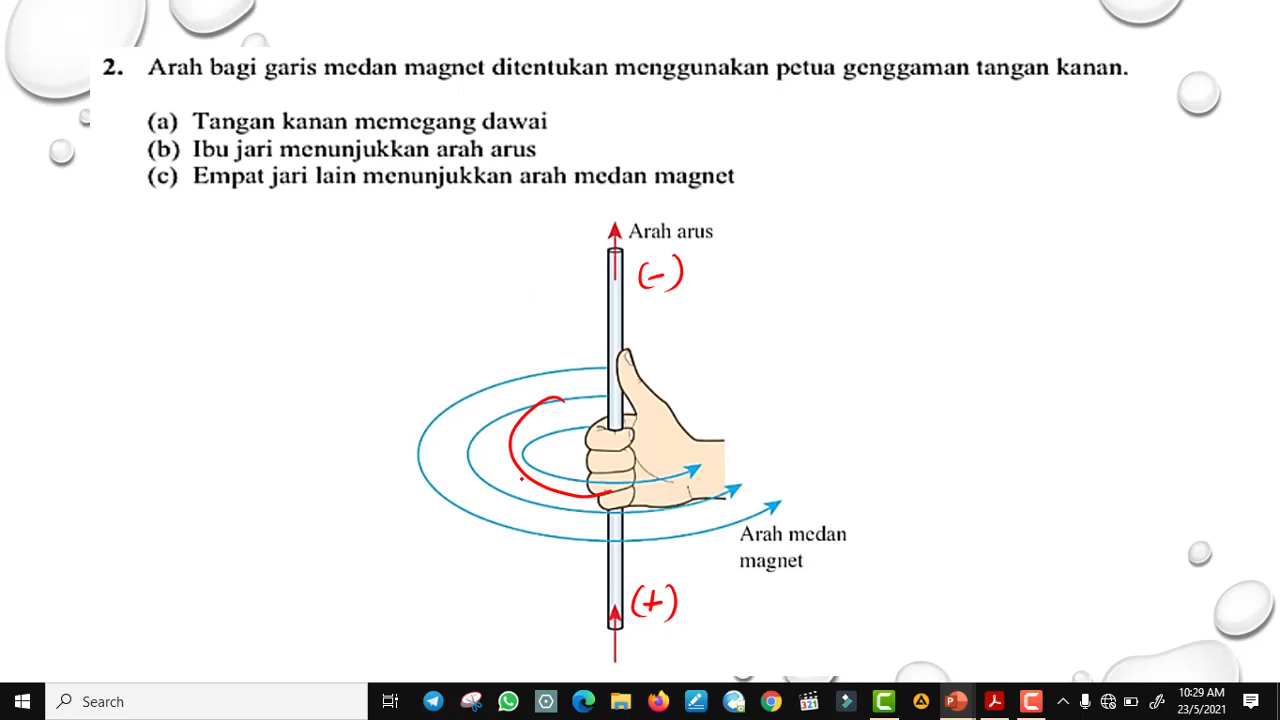 2. Arah bagi garis medan magnet ditentukan menggunakan petua genggaman tangan kanan.
(a) Tangan kanan memegang dawai
(b) Ibu jari menunjukkan arah arus
(c) Empat jari lain menunjukkan arah medan magnet
Arah arus
(-)
Arah medan
magnet
(+)
Search
321
10:29 AM
23/5/2021